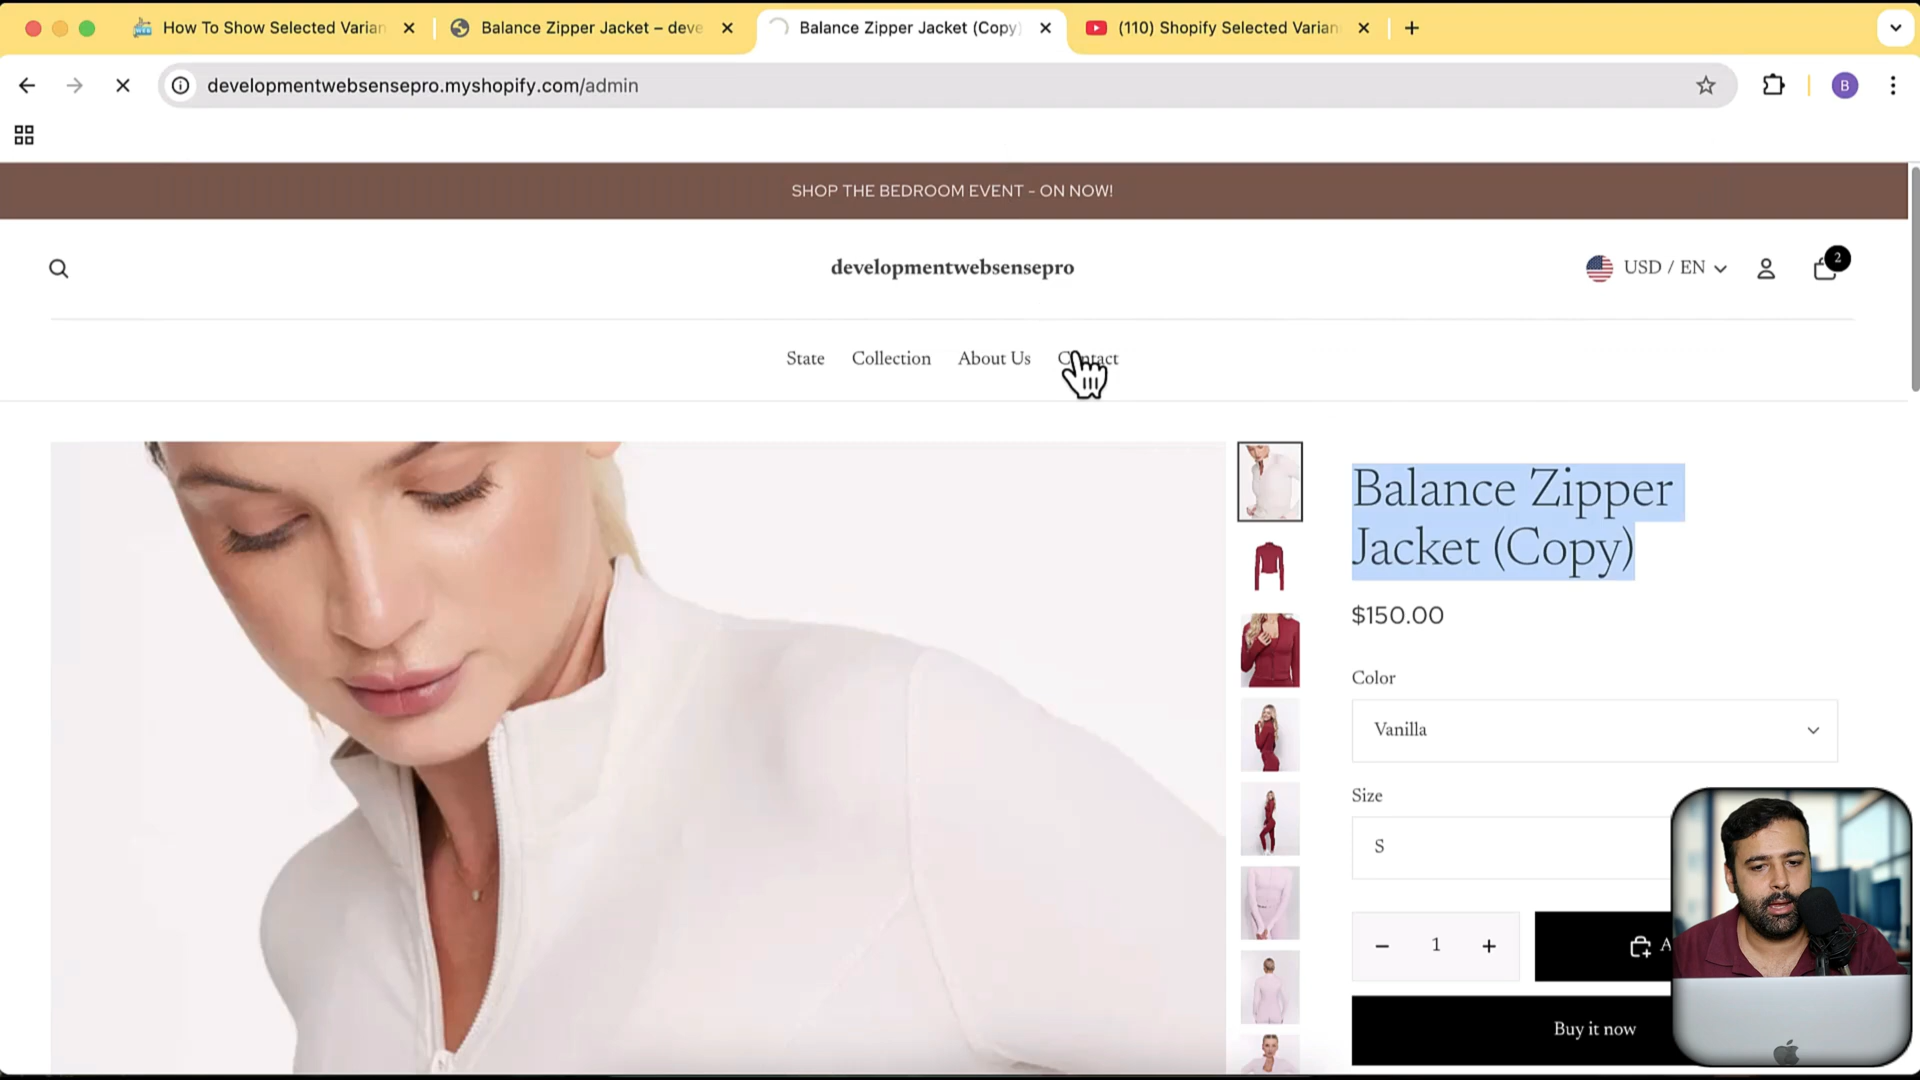 How To Show Selected Varian
Balance Zipper Jacket – deve
Balance Zipper Jacket (Copy)
(110) Shopify Selected Varian
developmentwebsensepro.myshopify.com/admin
B
SHOP THE BEDROOM EVENT - ON NOW!
developmentwebsensepro
USD / EN
2
State
Collection
About Us
Contact
Balance Zipper
Jacket (Copy)
$150.00
Color
Vanilla
Size
S
1
A
Buy it now